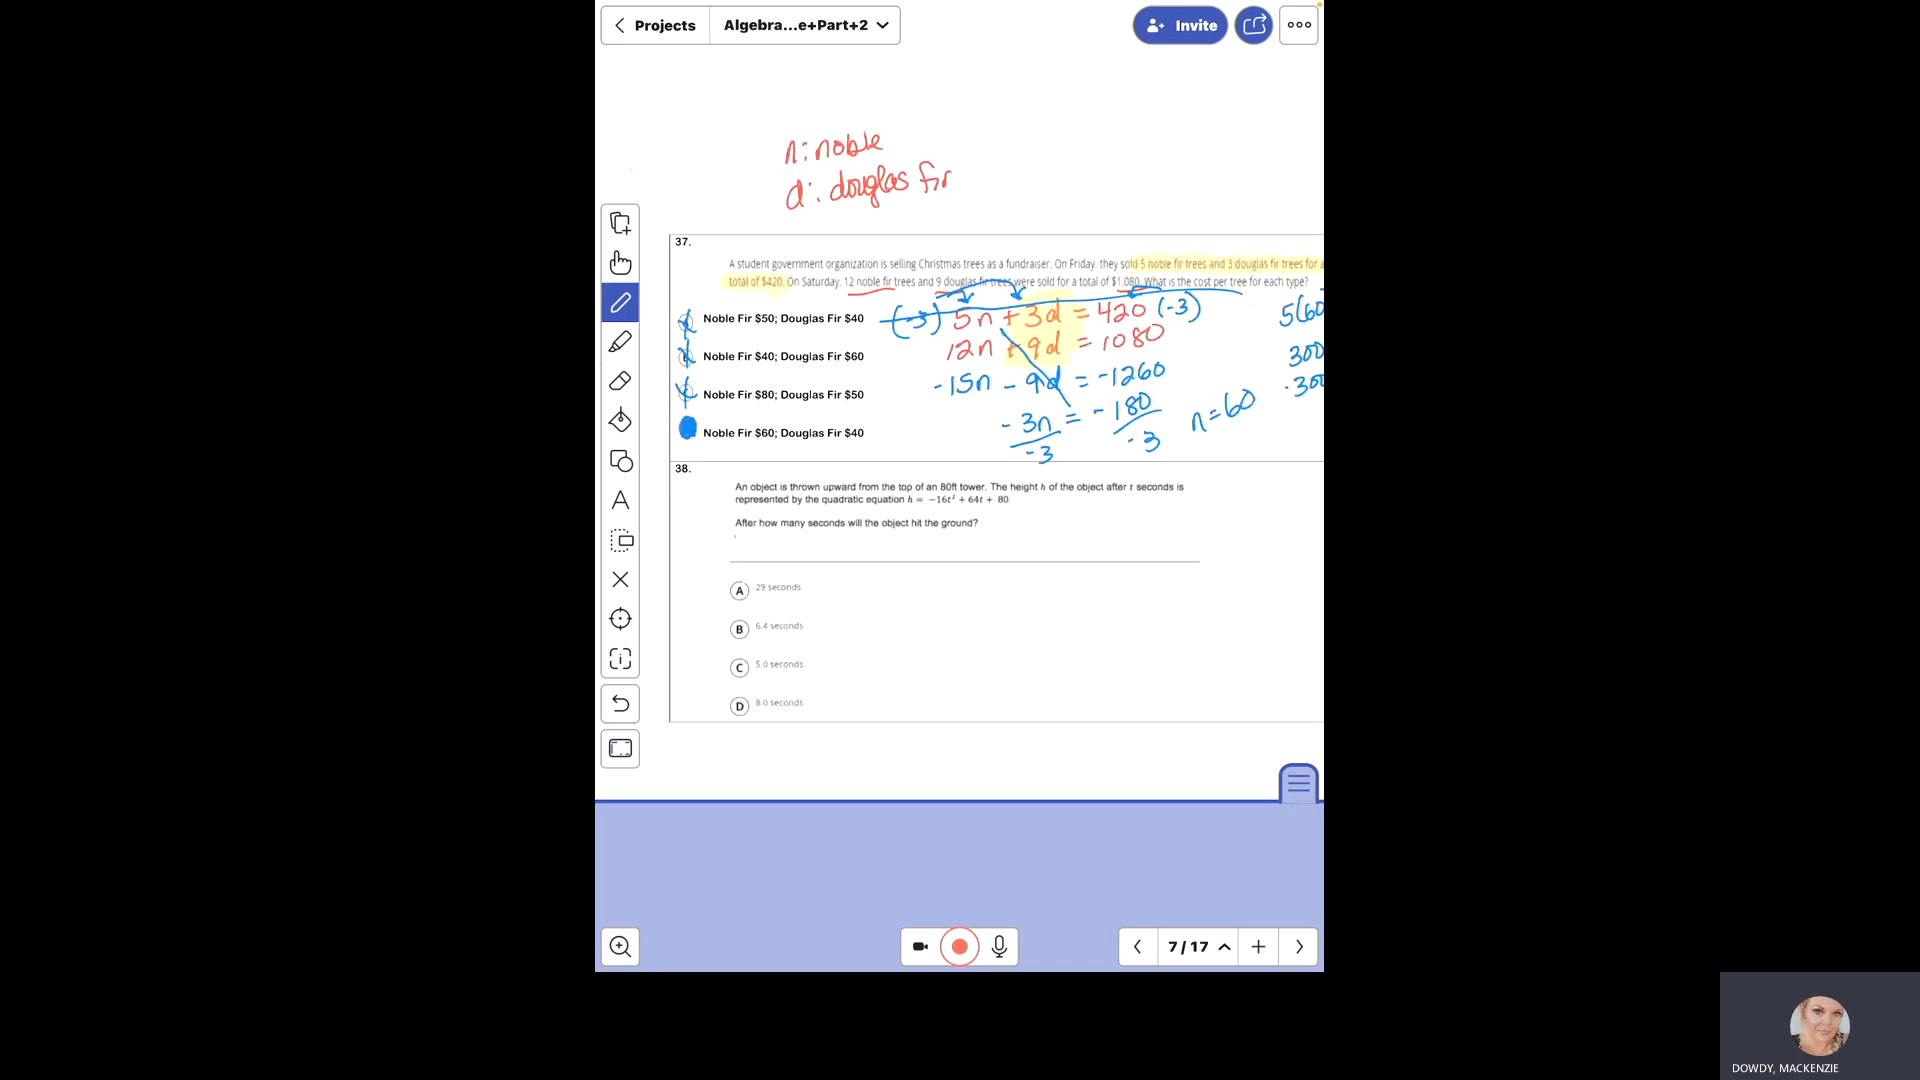 Projects
Algebra...e+Part+2
Invite
n: noble
d: douglas fir
37.
A student government organization is selling Christmas trees as a fundraiser. On Friday, they sold 5 noble fir trees and 3 douglas fir trees for a
total of $420. On Saturday, 12 noble fir trees and 9 douglas fir trees were sold for a total of $1,080. What is the cost per tree for each type?
Noble Fir $50; Douglas Fir $40
(-3) 5n + 3d = 420 (-3)
5(60
12n + 9d = 1080
Noble Fir $40; Douglas Fir $60
300
-15n - 9d = -1260
-300
Noble Fir $80; Douglas Fir $50
-3n = -180
n=60
-3
-3
Noble Fir $60; Douglas Fir $40
38.
An object is thrown upward from the top of an 80ft tower. The height h of the object after t seconds is
represented by the quadratic equation h = −16t² + 64t + 80.
After how many seconds will the object hit the ground?
A 29 seconds
B 6.4 seconds
C 5.0 seconds
D 8.0 seconds
7 / 17
DOWDY, MACKENZIE